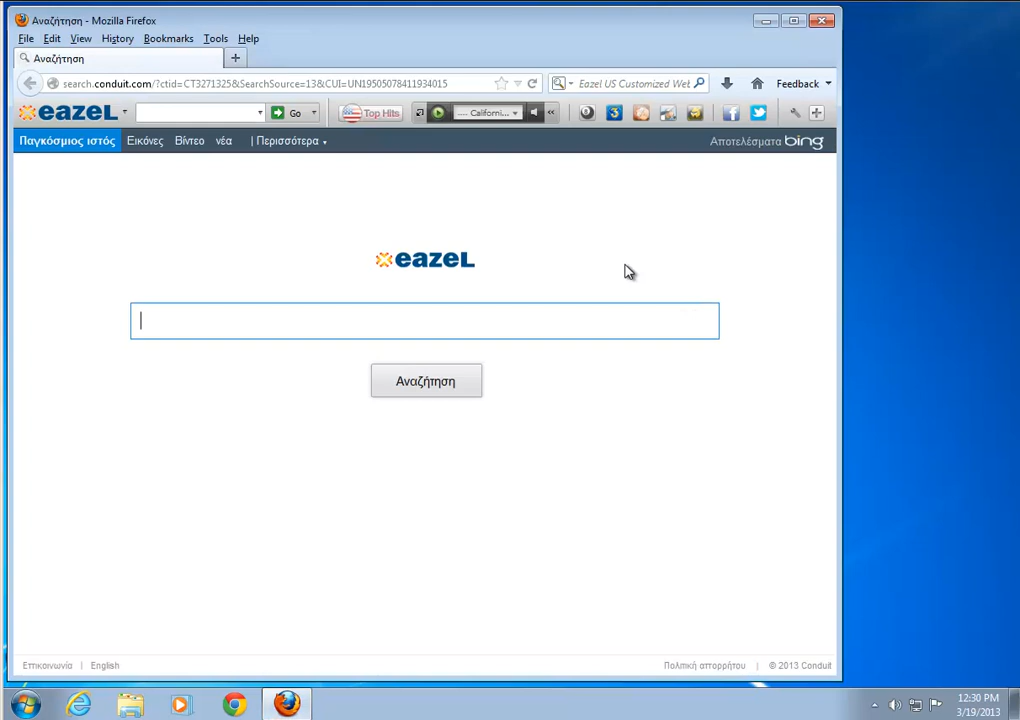 Αναζήτηση - Mozilla Firefox
File Edit View History Bookmarks Tools Help
Αναζήτηση
search.conduit.com/?ctid=CT3271325&SearchSource=13&CUI=UN19505078411934015
Eazel US Customized Wel
Feedback
eazeL
Go
Top Hits
.... Californi...
Παγκόσμιος ιστός Εικόνες Βίντεο νέα | Περισσότερα
Αποτελέσματα bing
eazeL
Αναζήτηση
Επικοινωνία | English
Πολιτική απορρήτου | © 2013 Conduit
12:30 PM
3/19/2013